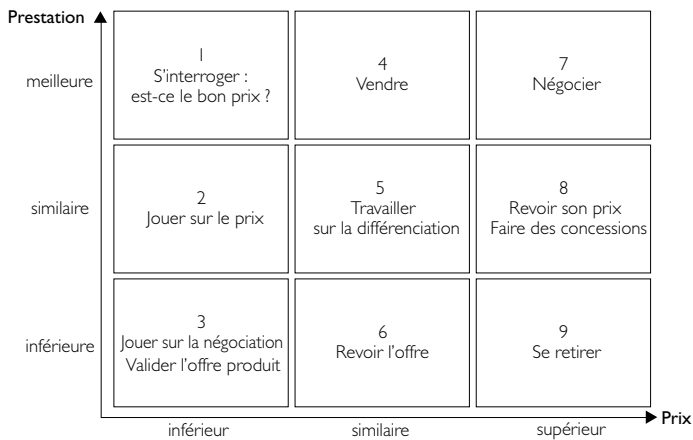 Prestation
meilleure
1
S'interroger :
est-ce le bon prix ?
4
Vendre
7
Négocier
similaire
2
Jouer sur le prix
5
Travailler
sur la différenciation
8
Revoir son prix
Faire des concessions
inférieure
3
Jouer sur la négociation
Valider l'offre produit
6
Revoir l'offre
9
Se retirer
inférieur
similaire
supérieur
Prix